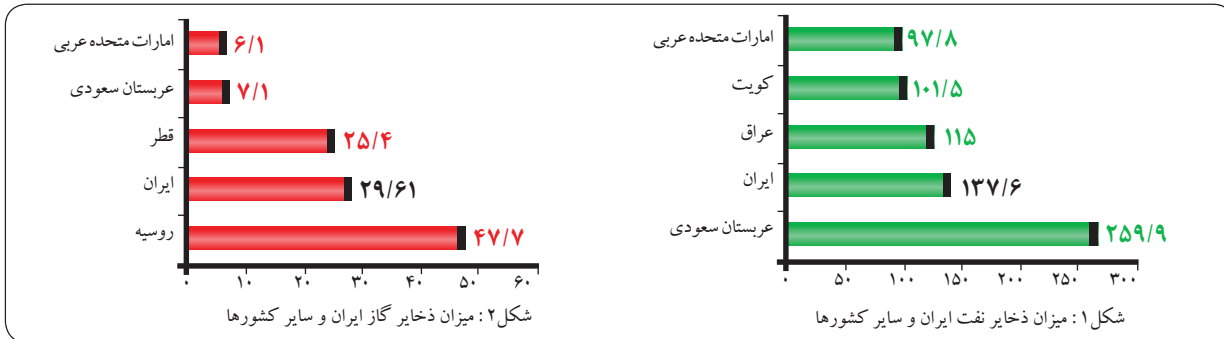 امارات متحده عربی ۹۷/۸
کویت ۱۰۱/۵
عراق ۱۱۵
ایران ۱۳۷/۶
عربستان سعودی ۲۵۹/۹
۰ ۵۰ ۱۰۰ ۱۵۰ ۲۰۰ ۲۵۰ ۳۰۰
شکل۱ : میزان ذخایر نفت ایران و سایر کشورها
امارات متحده عربی ۶/۱
عربستان سعودی ۷/۱
قطر ۲۵/۴
ایران ۲۹/۶۱
روسیه ۴۷/۷
۰ ۱۰ ۲۰ ۳۰ ۴۰ ۵۰ ۶۰
شکل۲ : میزان ذخایر گاز ایران و سایر کشورها